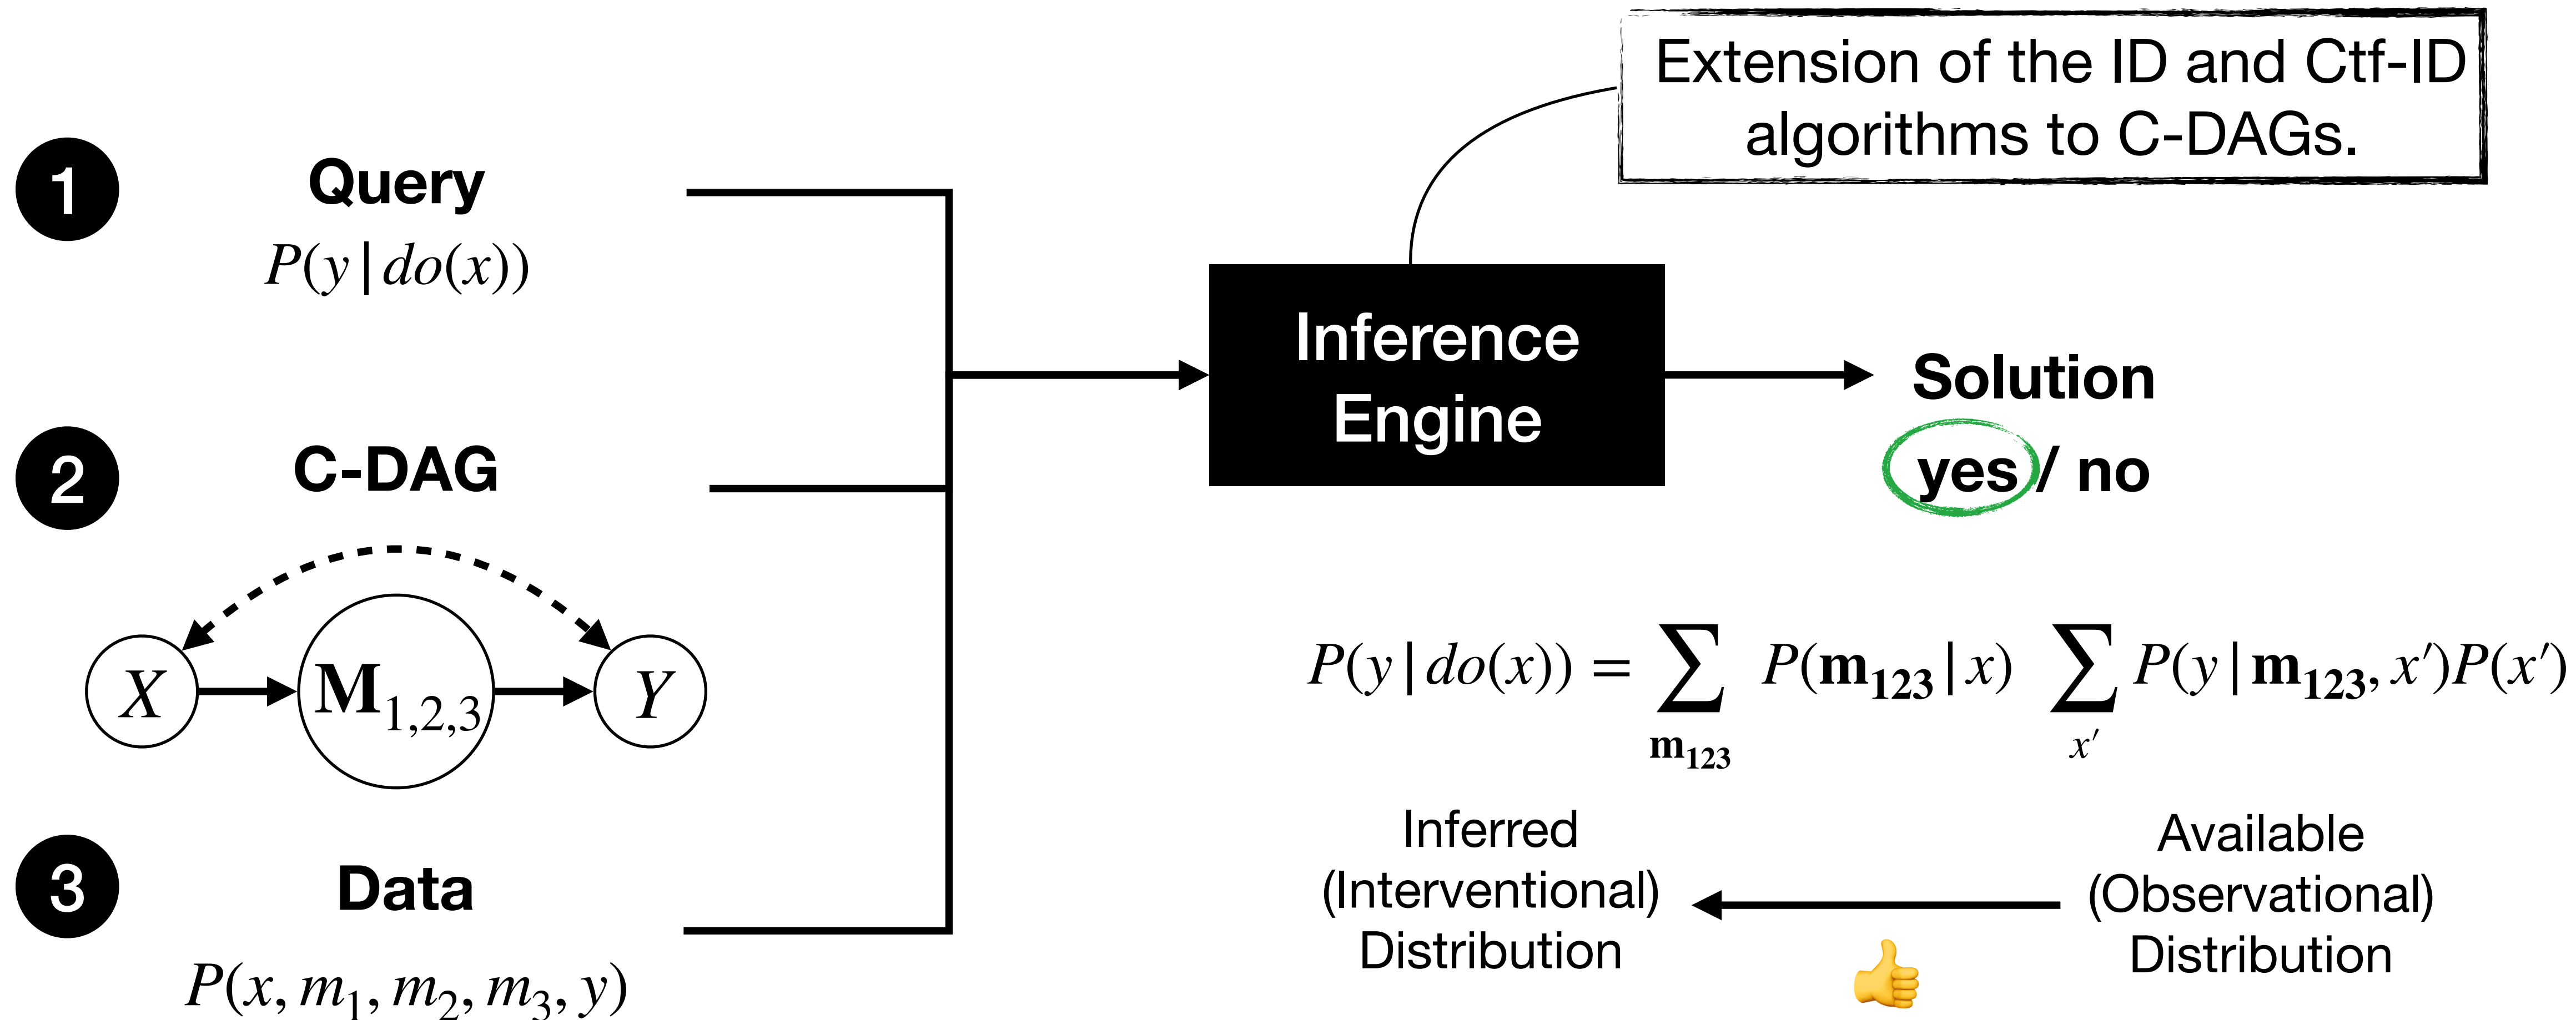 Extension of the ID and Ctf-ID
algorithms to C-DAGs.
1
Query
P(y | do(x))
Inference
Engine
Solution
yes / no
2
C-DAG
X
M1,2,3
Y
P(y | do(x)) = ∑m123 P(m123 | x) ∑x′ P(y | m123, x′)P(x′)
3
Data
P(x, m1, m2, m3, y)
Inferred
(Interventional)
Distribution
Available
(Observational)
Distribution